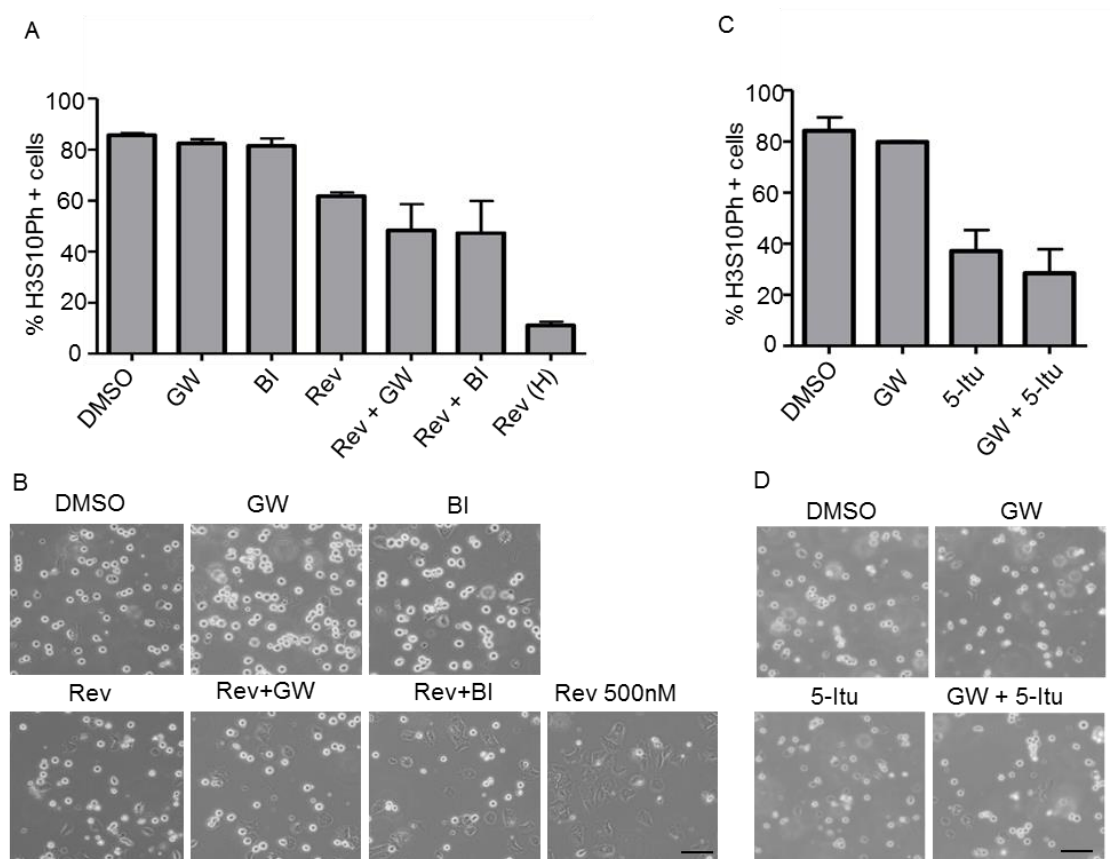 A
% H3S10Ph + cells
100
80
60
40
20
0
DMSO
GW
BI
Rev
Rev + GW
Rev + BI
Rev (H)
C
% H3S10Ph + cells
100
80
60
40
20
0
DMSO
GW
5-Itu
GW + 5-Itu
B
DMSO GW BI
Rev Rev+GW Rev+BI Rev 500nM
D
DMSO GW
5-Itu GW + 5-Itu